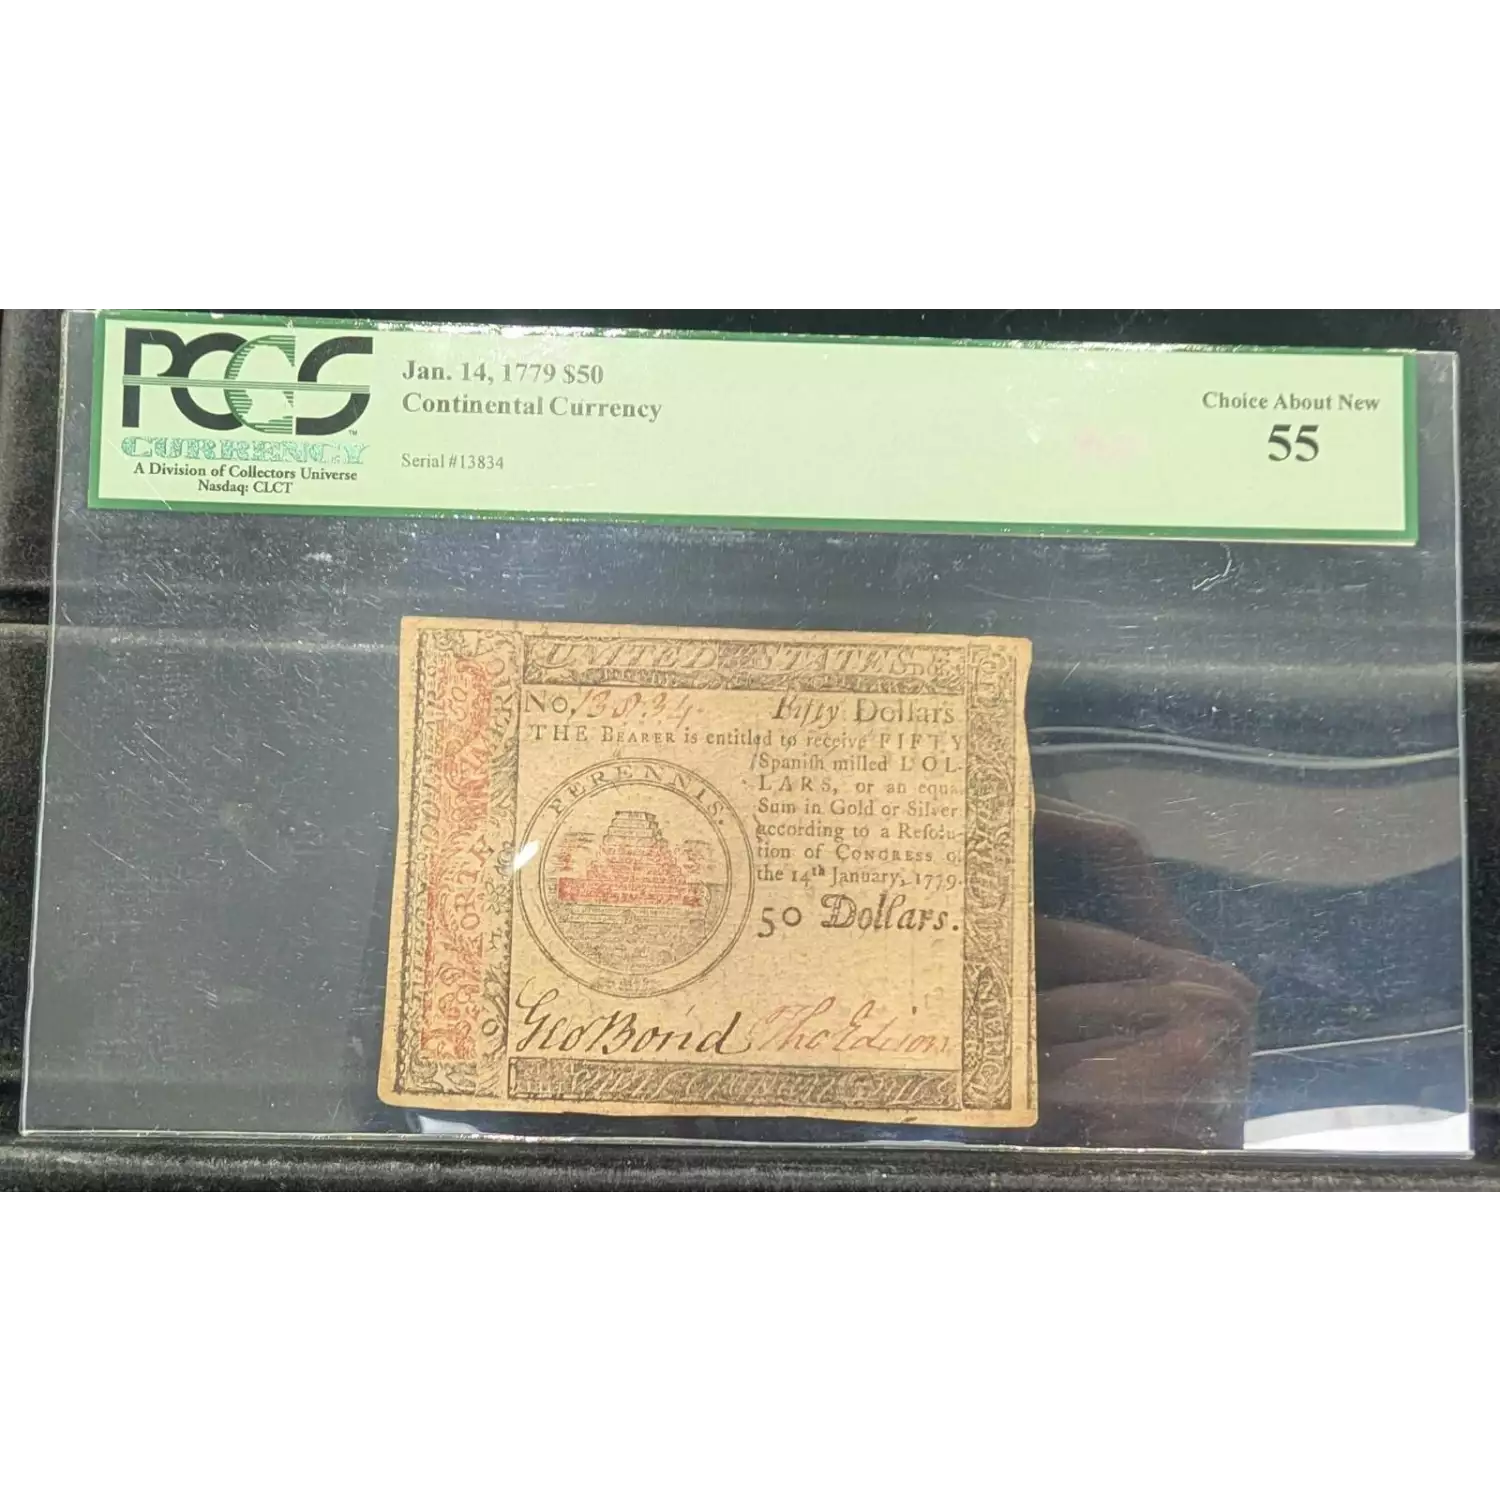 PCGS
CURRENCY
A Division of Collectors Universe
Nasdaq: CLCT
Jan. 14, 1779 $50
Continental Currency
Serial #13834
Choice About New
55
UNITED STATES
No. 13834 Fifty Dollars
THE BEARER is entitled to receive FIFTY
Spaniſh milled DOL-
LARS, or an equal
Sum in Gold or Silver
according to a Reſolu-
tion of CONGRESS of
the 14th January, 1779.
50 Dollars.
PERENNIS.
Geo Bond Tho Edison